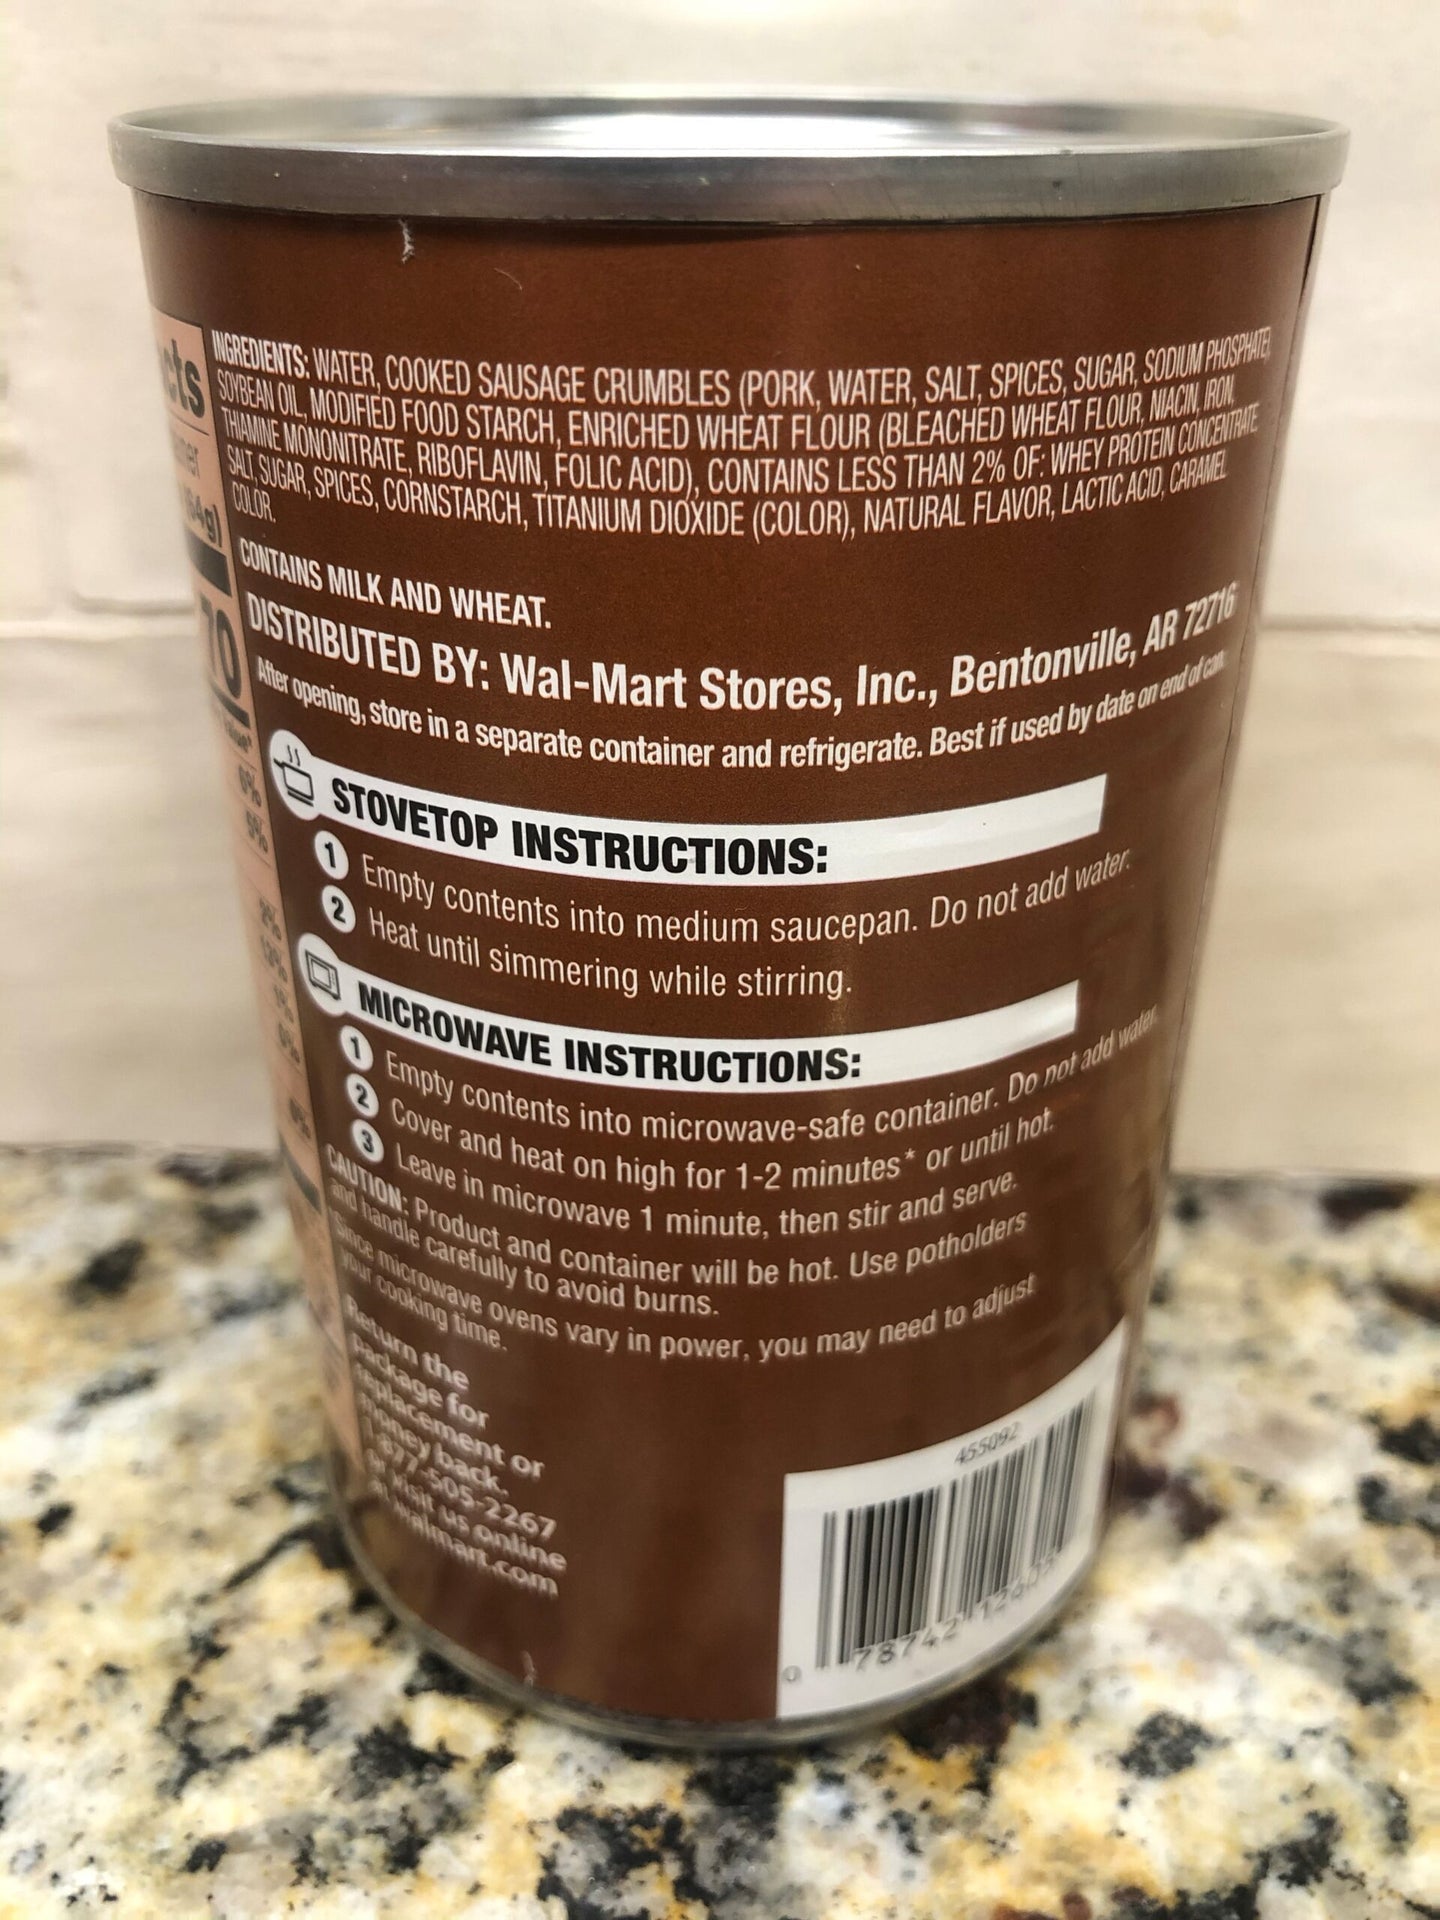 cts
64g)
70
0%
5%
INGREDIENTS: WATER, COOKED SAUSAGE CRUMBLES (PORK, WATER, SALT, SPICES, SUGAR, SODIUM PHOSPHATE),
SOYBEAN OIL, MODIFIED FOOD STARCH, ENRICHED WHEAT FLOUR (BLEACHED WHEAT FLOUR, NIACIN, IRON,
THIAMINE MONONITRATE, RIBOFLAVIN, FOLIC ACID), CONTAINS LESS THAN 2% OF: WHEY PROTEIN CONCENTRATE
SALT, SUGAR, SPICES, CORNSTARCH, TITANIUM DIOXIDE (COLOR), NATURAL FLAVOR, LACTIC ACID, CARAMEL
COLOR.
CONTAINS MILK AND WHEAT.
DISTRIBUTED BY: Wal-Mart Stores, Inc., Bentonville, AR 72716
After opening, store in a separate container and refrigerate. Best if used by date on end of can.
STOVETOP INSTRUCTIONS:
1 Empty contents into medium saucepan. Do not add water.
2 Heat until simmering while stirring.
MICROWAVE INSTRUCTIONS:
1 Empty contents into microwave-safe container. Do not add water.
2 Cover and heat on high for 1-2 minutes* or until hot.
3 Leave in microwave 1 minute, then stir and serve.
CAUTION: Product and container will be hot. Use potholders
and handle carefully to avoid burns.
*Since microwave ovens vary in power, you may need to adjust
your cooking time.
Return the
package for
replacement or
money back.
1-877-505-2267
or visit us online
at walmart.com
455092
0 78742